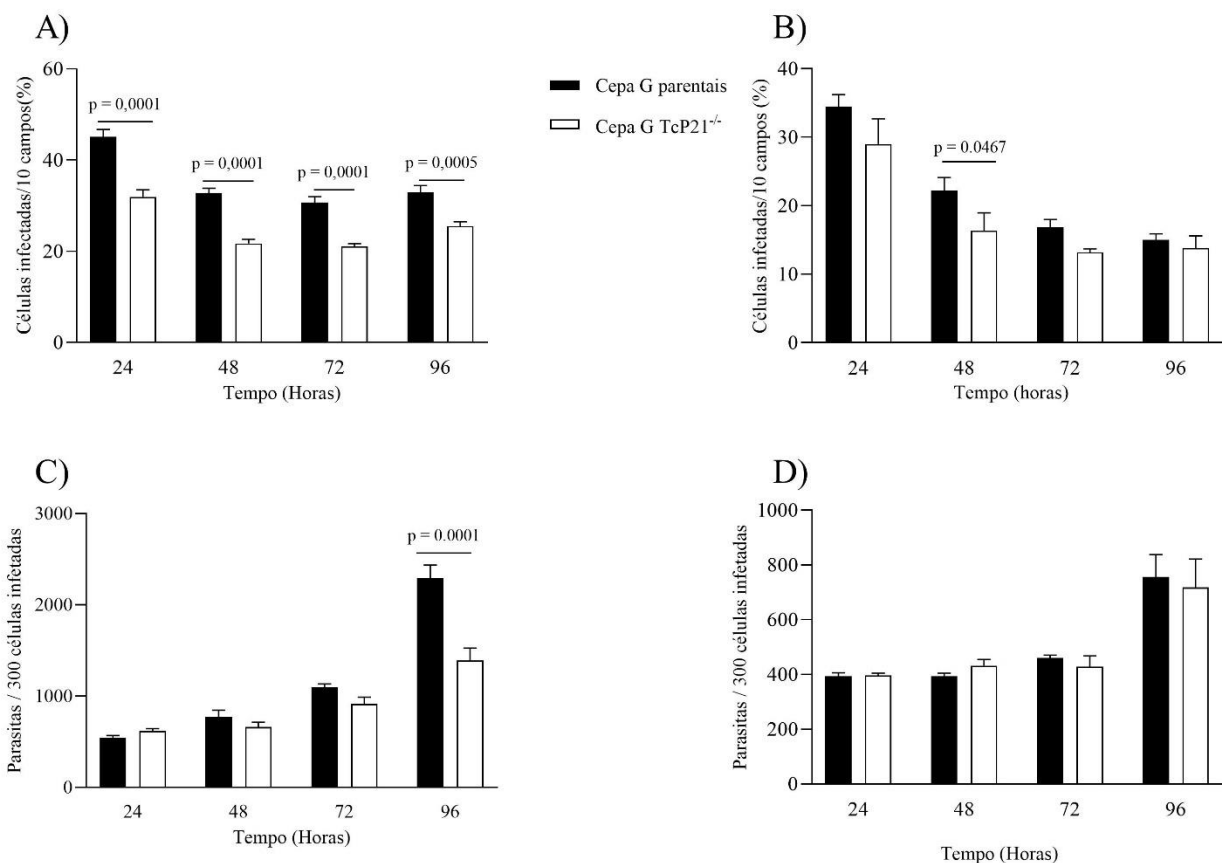 A)
Células infectadas/10 campos(%)
60
40
20
0
p = 0,0001
p = 0,0001
p = 0,0001
p = 0,0005
24 48 72 96
Tempo (Horas)
Cepa G parentais
Cepa G TcP21-/-
B)
Células infctadas/10 campos (%)
40
30
20
10
0
p = 0.0467
24 48 72 96
Tempo (horas)
C)
Parasitas / 300 células infetadas
3000
2000
1000
0
p = 0.0001
24 48 72 96
Tempo (Horas)
D)
Parasitas / 300 células infectadas
1000
800
600
400
200
0
24 48 72 96
Tempo (Horas)